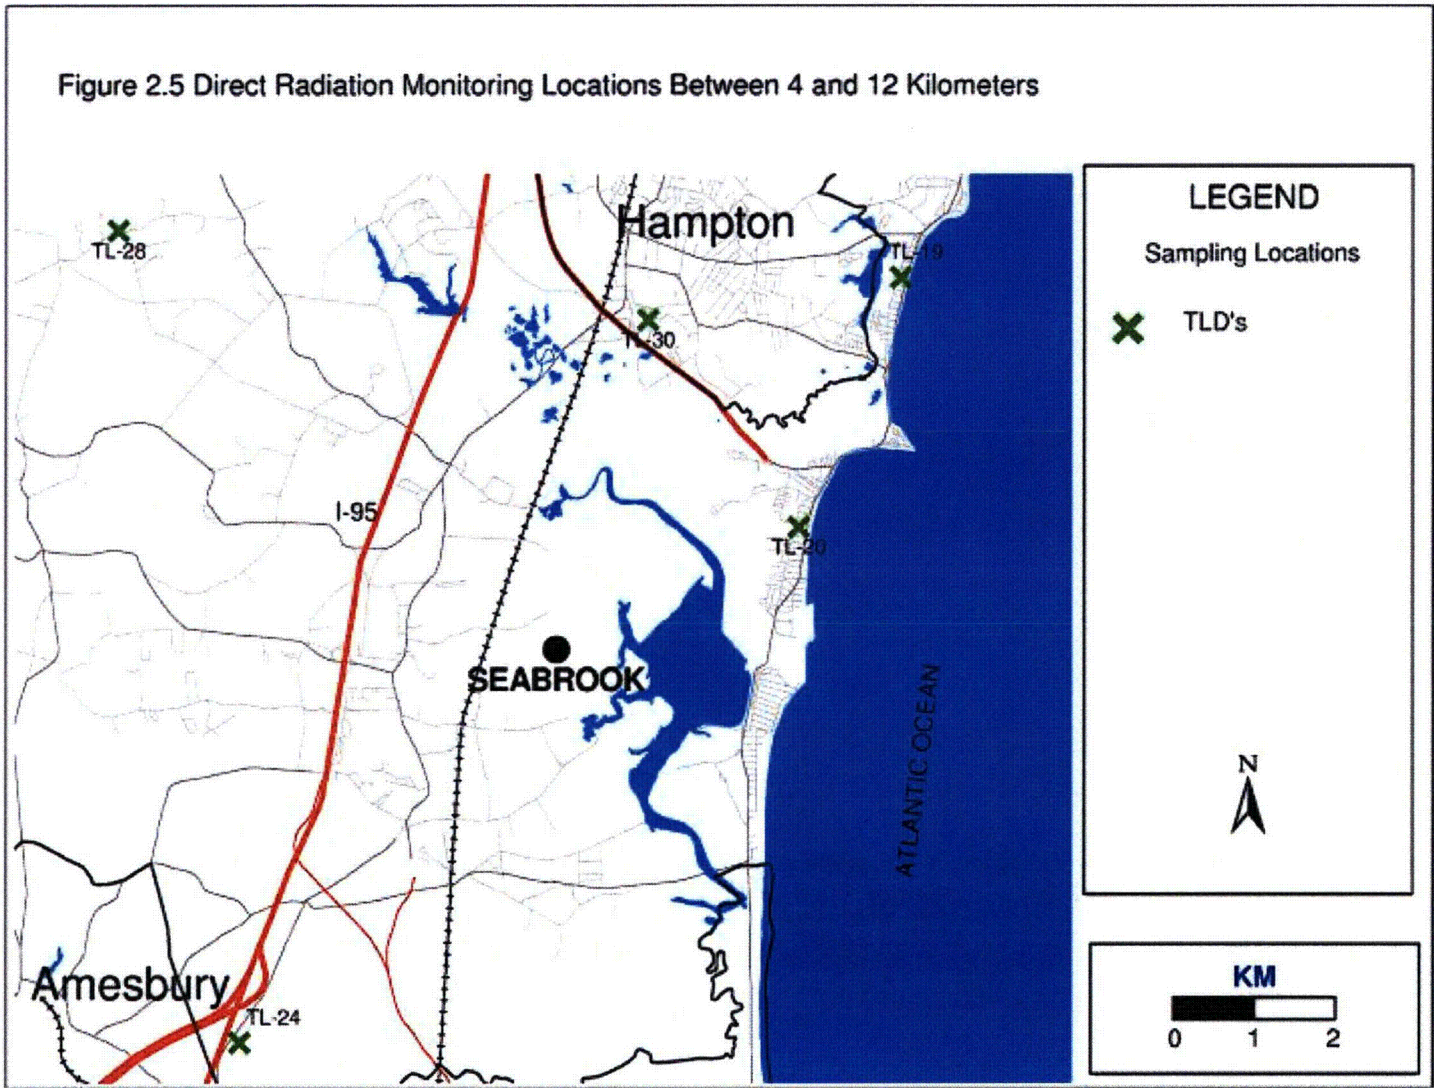 Figure 2.5 Direct Radiation Monitoring Locations Between 4 and 12 Kilometers
LEGEND
Sampling Locations
TLD's
Hampton
TL-28
TL-19
TL-30
I-95
TL-20
SEABROOK
ATLANTIC OCEAN
Amesbury
TL-24
N
KM
0 1 2